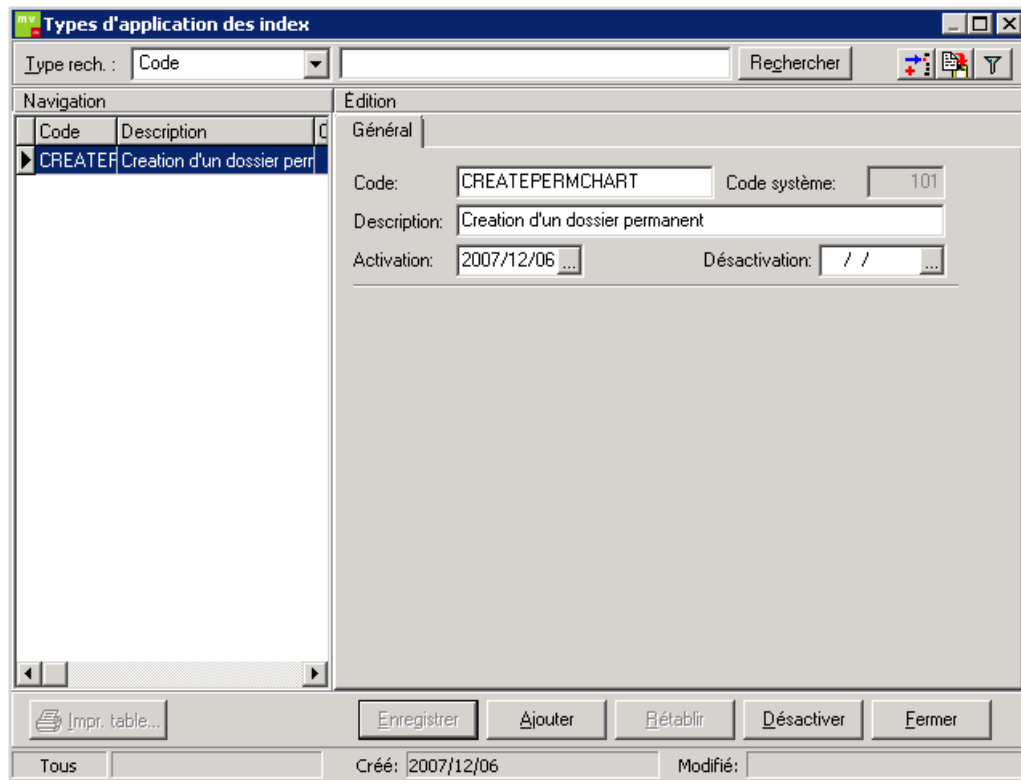 mv
Types d'application des index
Type rech. : Code Rechercher
Navigation Édition
Code Description C
CREATEP Creation d'un dossier perr
Général
Code: CREATEPERMCHART Code système: 101
Description: Creation d'un dossier permanent
Activation: 2007/12/06 ... Désactivation: / / ...
Impr. table... Enregistrer Ajouter Rétablir Désactiver Fermer
Tous Créé: 2007/12/06 Modifié: